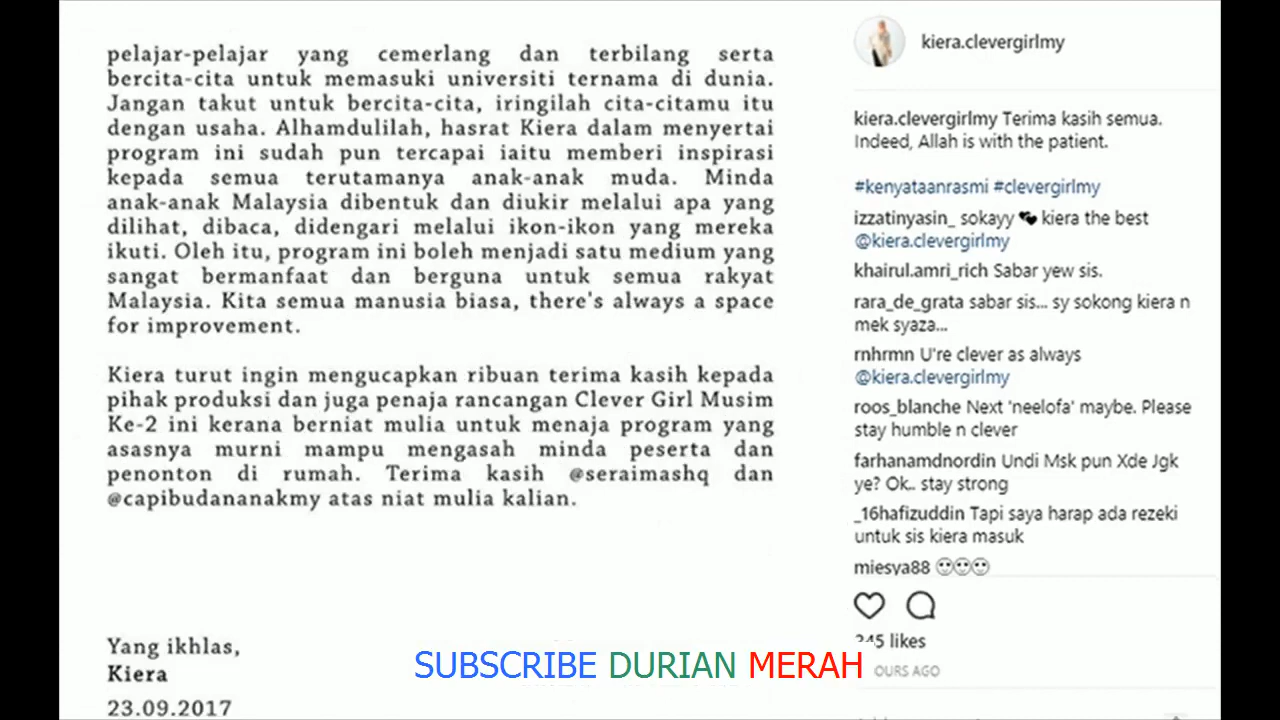 pelajar-pelajar yang cemerlang dan terbilang serta
bercita-cita untuk memasuki universiti ternama di dunia.
Jangan takut untuk bercita-cita, iringilah cita-citamu itu
dengan usaha. Alhamdulilah, hasrat Kiera dalam menyertai
program ini sudah pun tercapai iaitu memberi inspirasi
kepada semua terutamanya anak-anak muda. Minda
anak-anak Malaysia dibentuk dan diukir melalui apa yang
dilihat, dibaca, didengari melalui ikon-ikon yang mereka
ikuti. Oleh itu, program ini boleh menjadi satu medium yang
sangat bermanfaat dan berguna untuk semua rakyat
Malaysia. Kita semua manusia biasa, there's always a space
for improvement.
Kiera turut ingin mengucapkan ribuan terima kasih kepada
pihak produksi dan juga penaja rancangan Clever Girl Musim
Ke-2 ini kerana berniat mulia untuk menaja program yang
asasnya murni mampu mengasah minda peserta dan
penonton di rumah. Terima kasih @seraimashq dan
@capibudananakmy atas niat mulia kalian.
Yang ikhlas,
Kiera
23.09.2017
kiera.clevergirlmy
kiera.clevergirlmy Terima kasih semua.
Indeed, Allah is with the patient.
#kenyataanrasmi #clevergirlmy
izzatinyasin_ sokayy 🖤 kiera the best
@kiera.clevergirlmy
khairul.amri_rich Sabar yew sis.
rara_de_grata sabar sis... sy sokong kiera n
mek syaza...
rnhrmn U're clever as always
@kiera.clevergirlmy
roos_blanche Next 'neelofa' maybe. Please
stay humble n clever
farhanamdnordin Undi Msk pun Xde Jgk
ye? Ok.. stay strong
_16hafizuddin Tapi saya harap ada rezeki
untuk sis kiera masuk
miesya88
345 likes
OURS AGO
SUBSCRIBE DURIAN MERAH